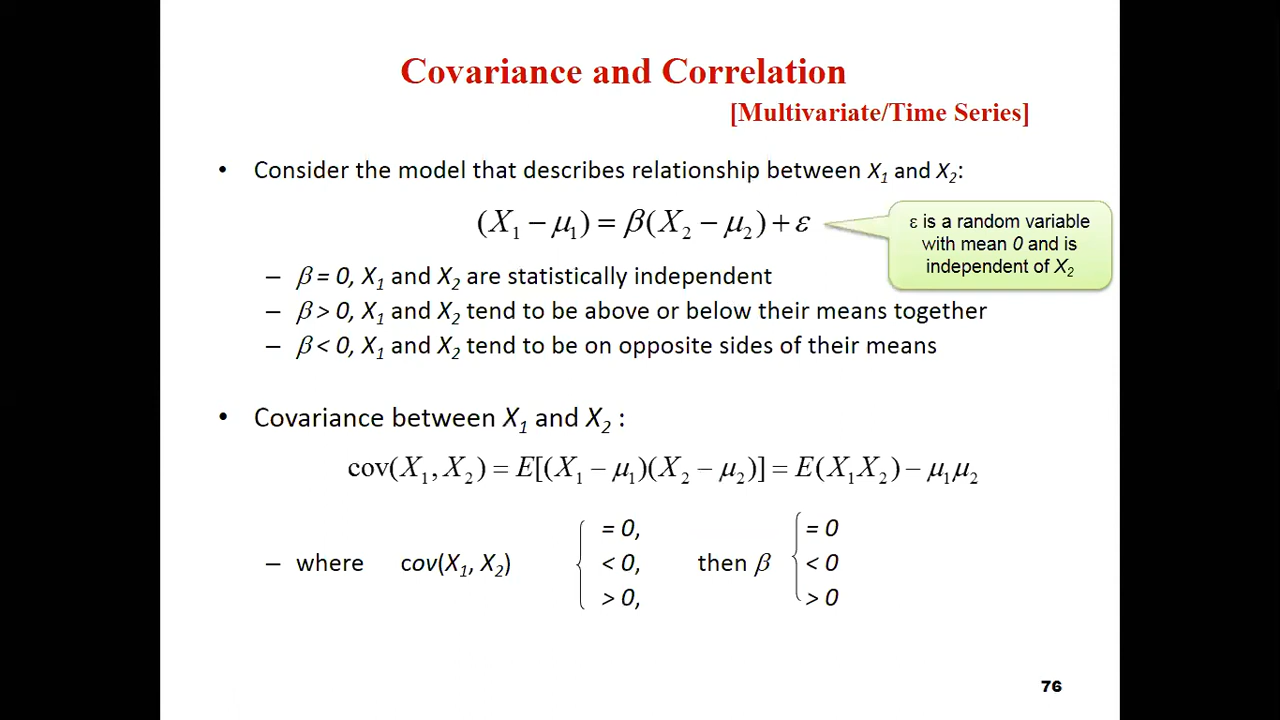 Covariance and Correlation
[Multivariate/Time Series]
• Consider the model that describes relationship between X₁ and X₂:
(X₁ − μ₁) = β(X₂ − μ₂) + ε
ε is a random variable
with mean 0 and is
independent of X₂
– β = 0, X₁ and X₂ are statistically independent
– β > 0, X₁ and X₂ tend to be above or below their means together
– β < 0, X₁ and X₂ tend to be on opposite sides of their means
• Covariance between X₁ and X₂ :
cov(X₁, X₂) = E[(X₁ − μ₁)(X₂ − μ₂)] = E(X₁X₂) − μ₁μ₂
= 0, = 0
– where cov(X₁, X₂) < 0, then β < 0
> 0, > 0
76